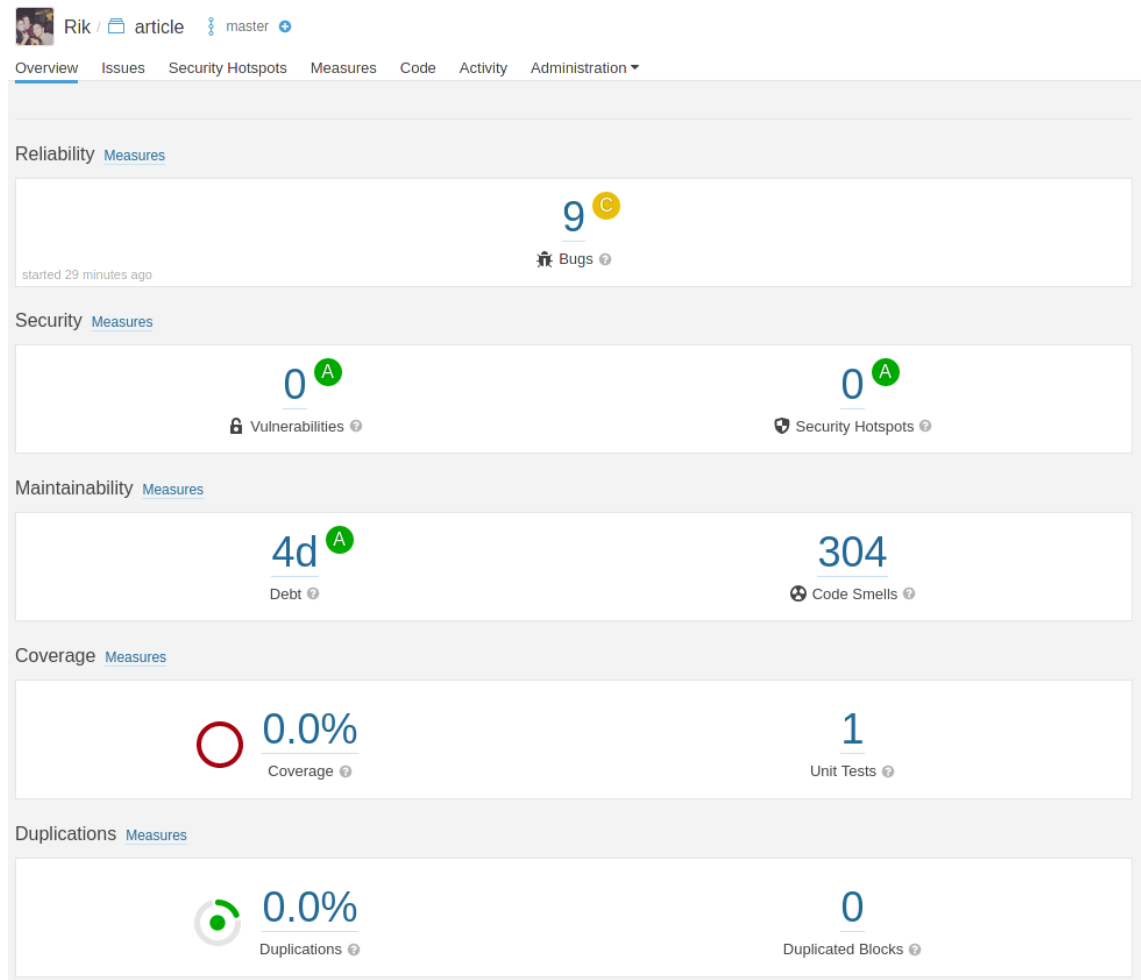 Rik / article master
Overview Issues Security Hotspots Measures Code Activity Administration
Reliability Measures
9 C
Bugs ?
started 29 minutes ago
Security Measures
0 A 0 A
Vulnerabilities ? Security Hotspots ?
Maintainability Measures
4d A 304
Debt ? Code Smells ?
Coverage Measures
0.0% 1
Coverage ? Unit Tests ?
Duplications Measures
0.0% 0
Duplications ? Duplicated Blocks ?